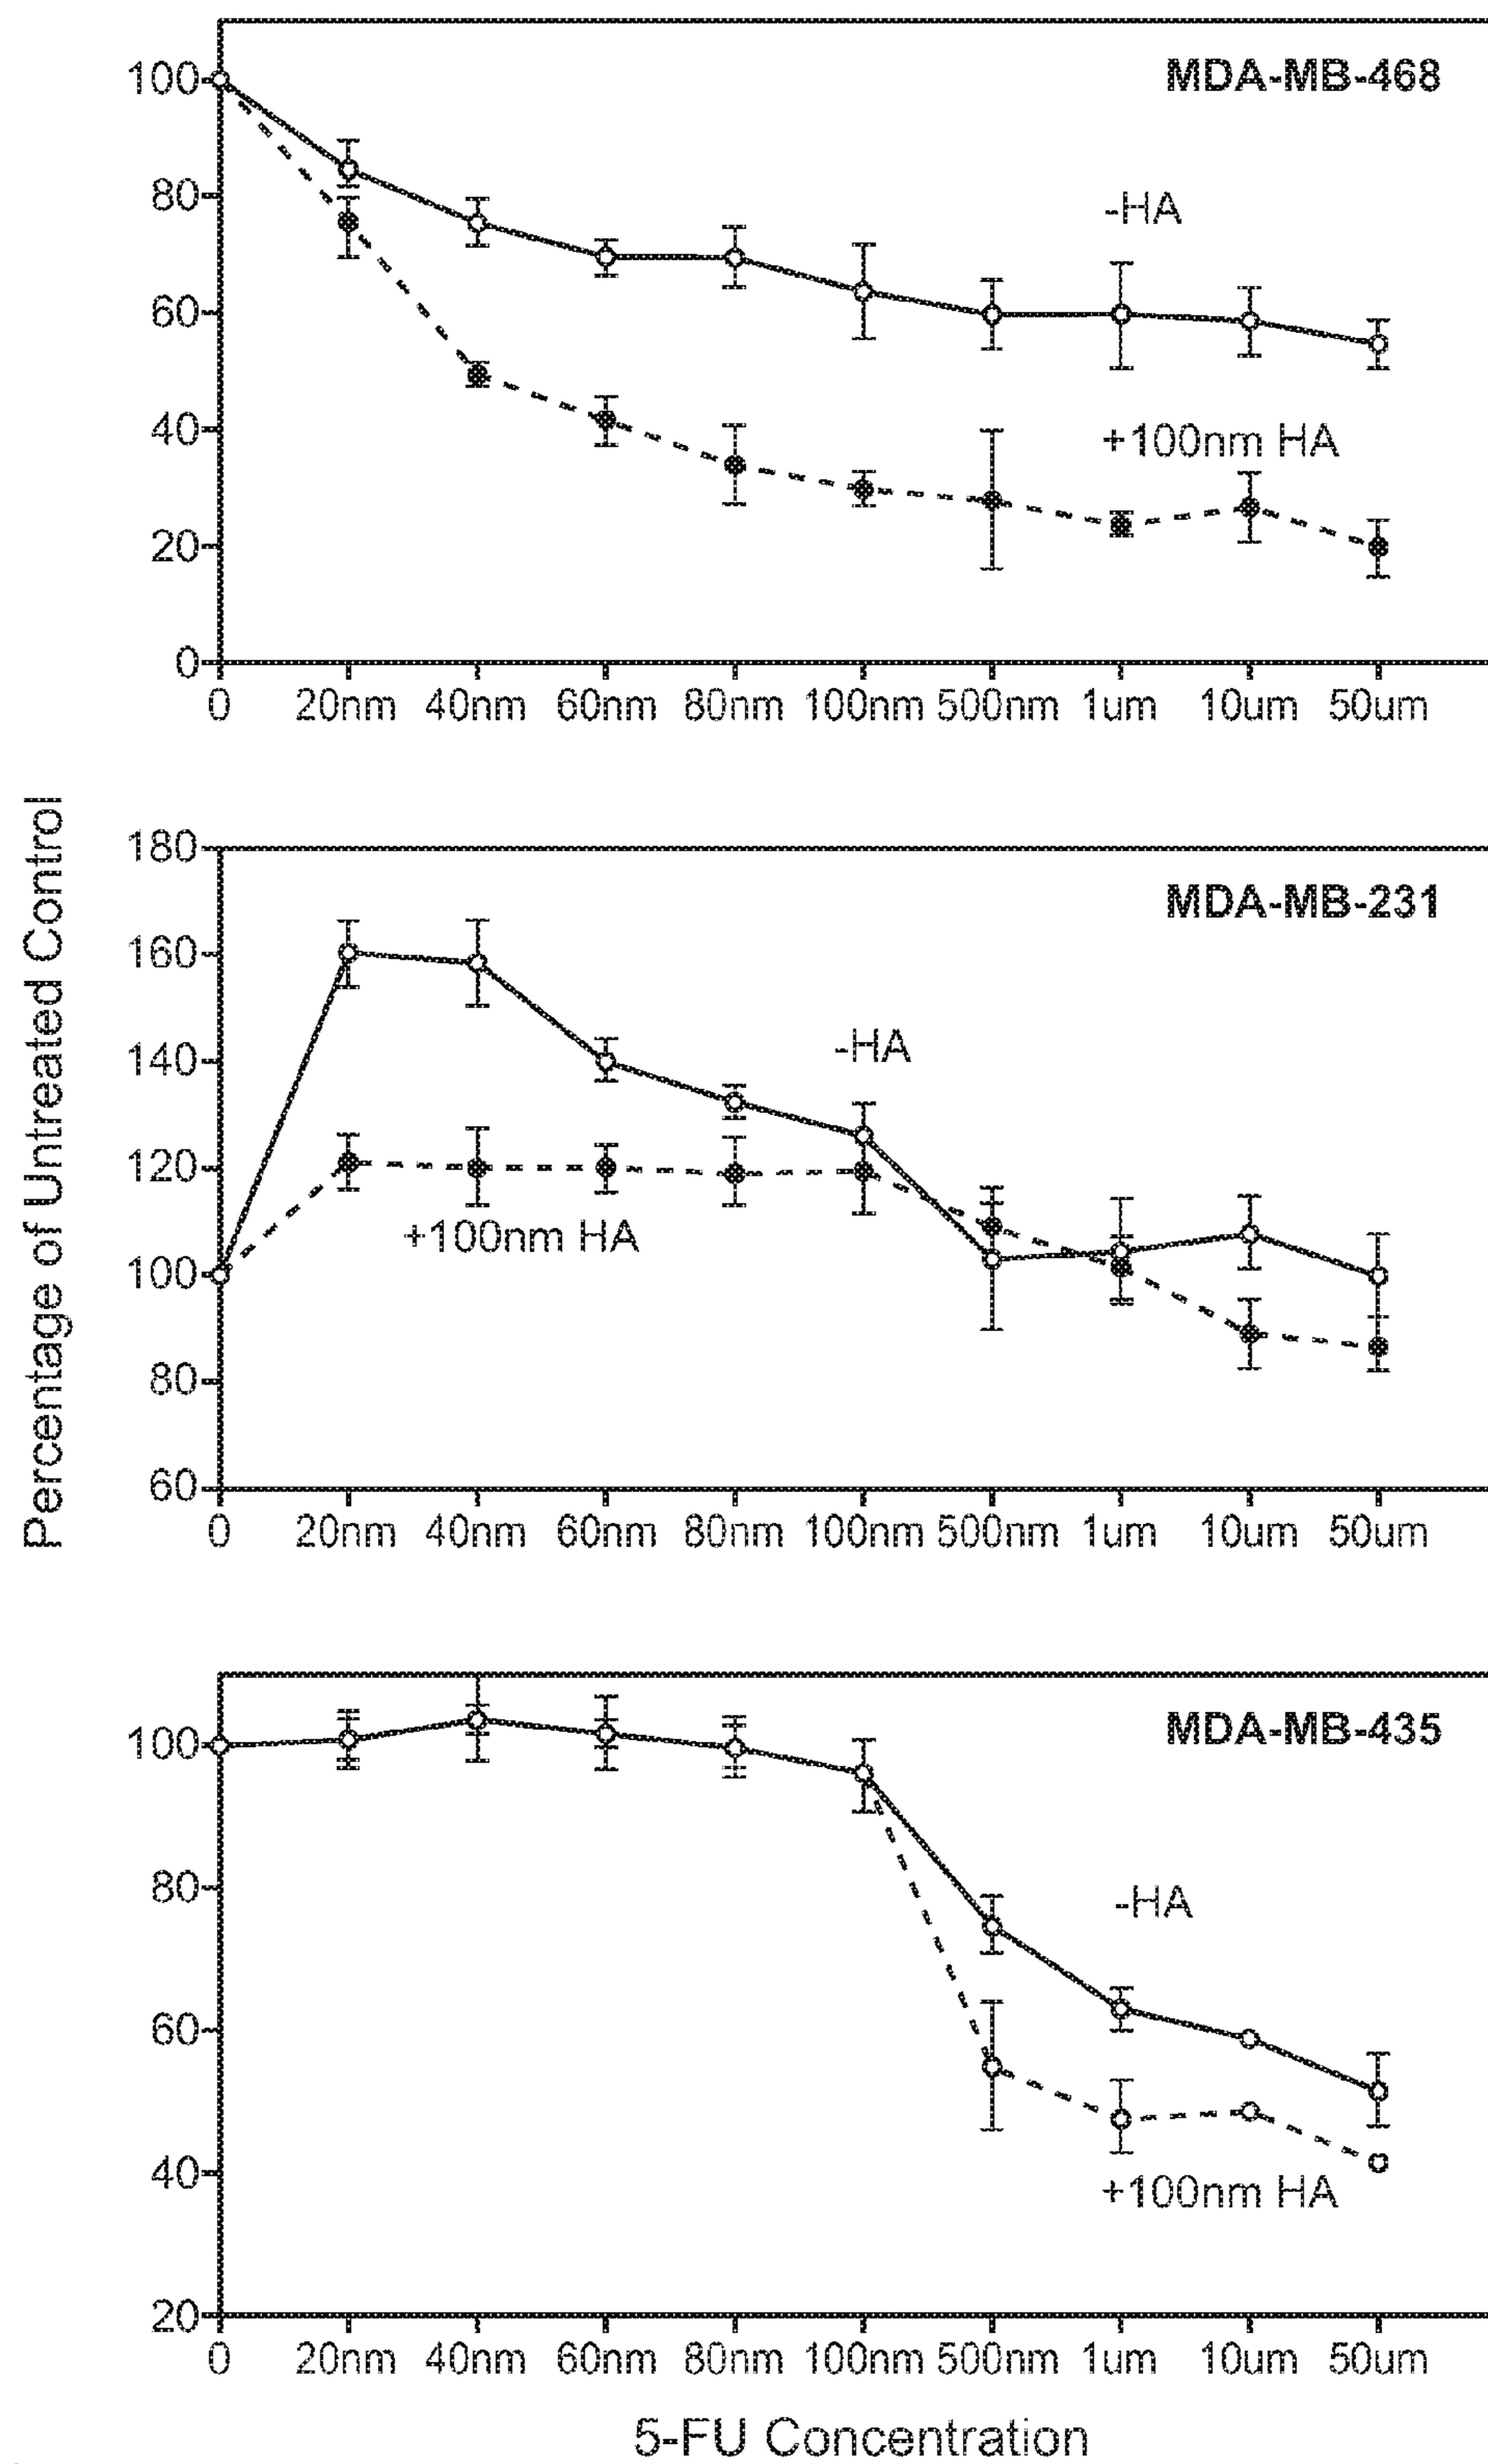 MDA-MB-468
100
80
60
40
20
0
-HA
+100nm HA
0 20nm 40nm 60nm 80nm 100nm 500nm 1um 10um 50um
Percentage of Untreated Control
MDA-MB-231
180
160
140
120
100
80
60
-HA
+100nm HA
0 20nm 40nm 60nm 80nm 100nm 500nm 1um 10um 50um
MDA-MB-435
100
80
60
40
20
-HA
+100nm HA
0 20nm 40nm 60nm 80nm 100nm 500nm 1um 10um 50um
5-FU Concentration